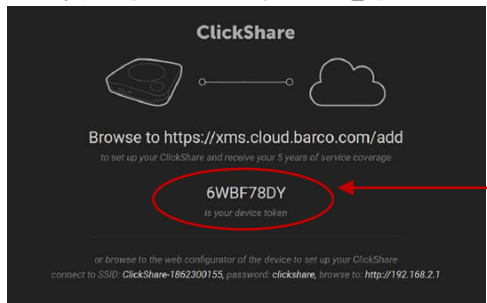 ClickShare
Browse to https://xms.cloud.barco.com/add
to set up your ClickShare and receive your 5 years of service coverage
6WBF78DY
is your device token
or browse to the web configurator of the device to set up your ClickShare
connect to SSID: ClickShare-1862300155, password: clickshare, browse to: http://192.168.2.1